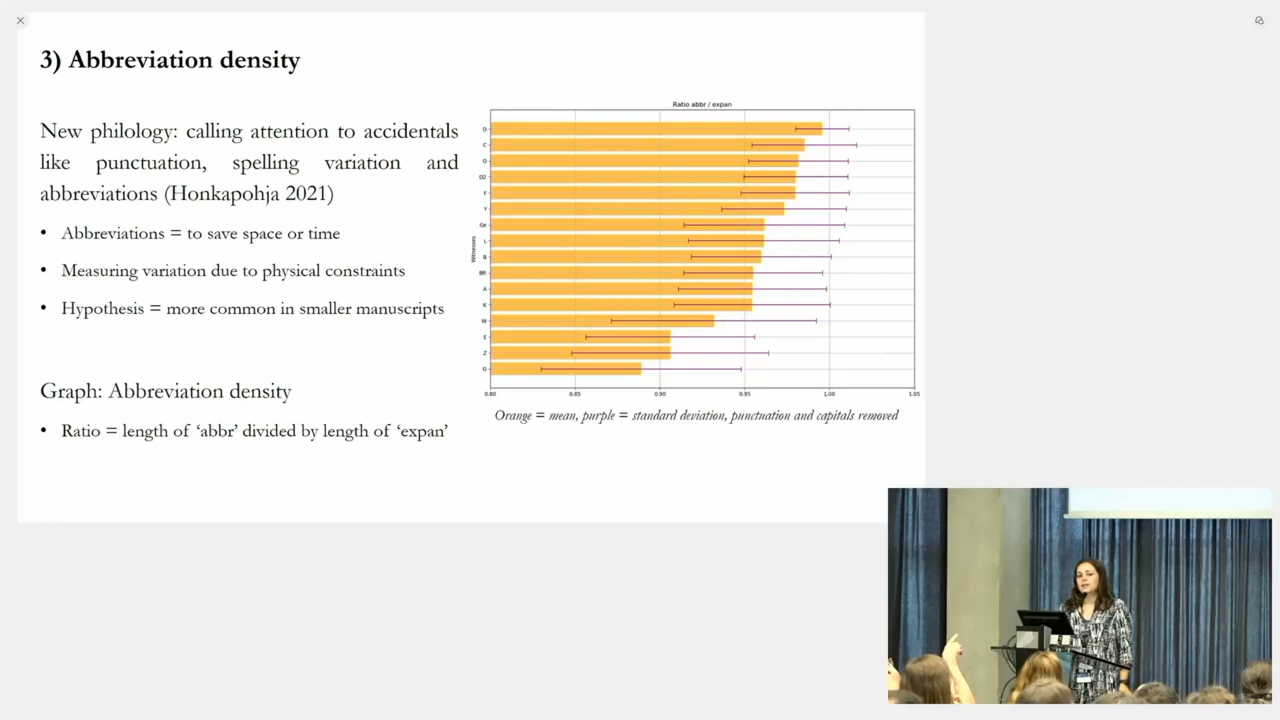 3) Abbreviation density
New philology: calling attention to accidentals
like punctuation, spelling variation and
abbreviations (Honkapohja 2021)
• Abbreviations = to save space or time
• Measuring variation due to physical constraints
• Hypothesis = more common in smaller manuscripts
Graph: Abbreviation density
• Ratio = length of ‘abbr’ divided by length of ‘expan’
Ratio abbr / expan
Witnesses
D
C
O
D2
F
Y
Ge
L
B
BR
A
K
W
E
Z
G
0.80 0.85 0.90 0.95 1.00 1.05
Orange = mean, purple = standard deviation, punctuation and capitals removed